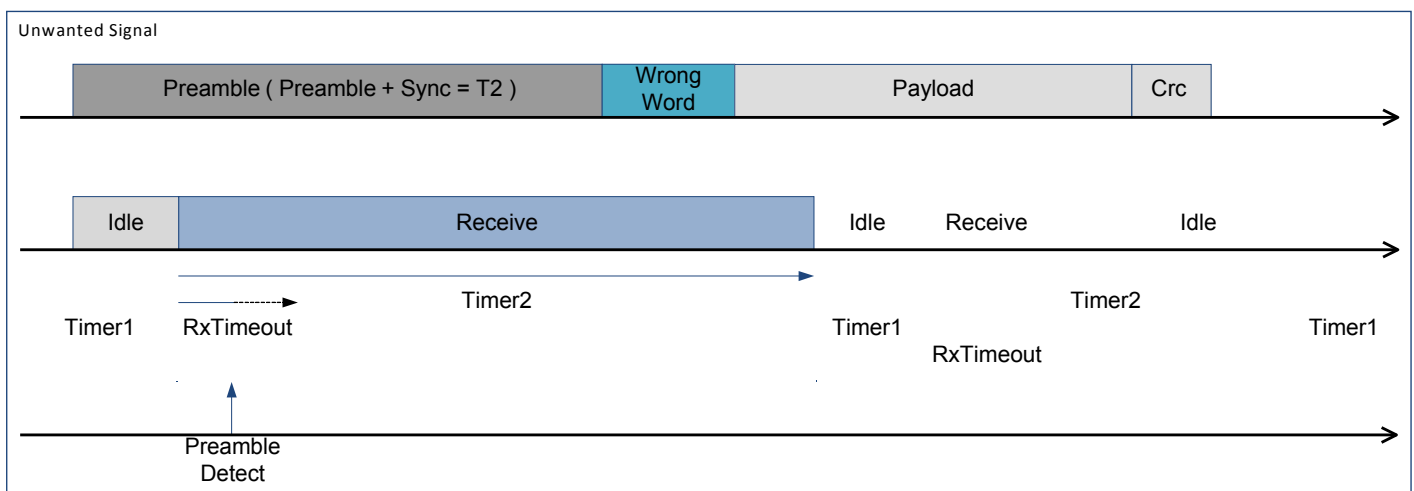 Unwanted Signal
Preamble ( Preamble + Sync = T2 )
Wrong
Word
Payload
Crc
Idle
Receive
Idle
Receive
Idle
Timer2
Timer2
Timer1
RxTimeout
Timer1
Timer1
RxTimeout
Preamble
Detect